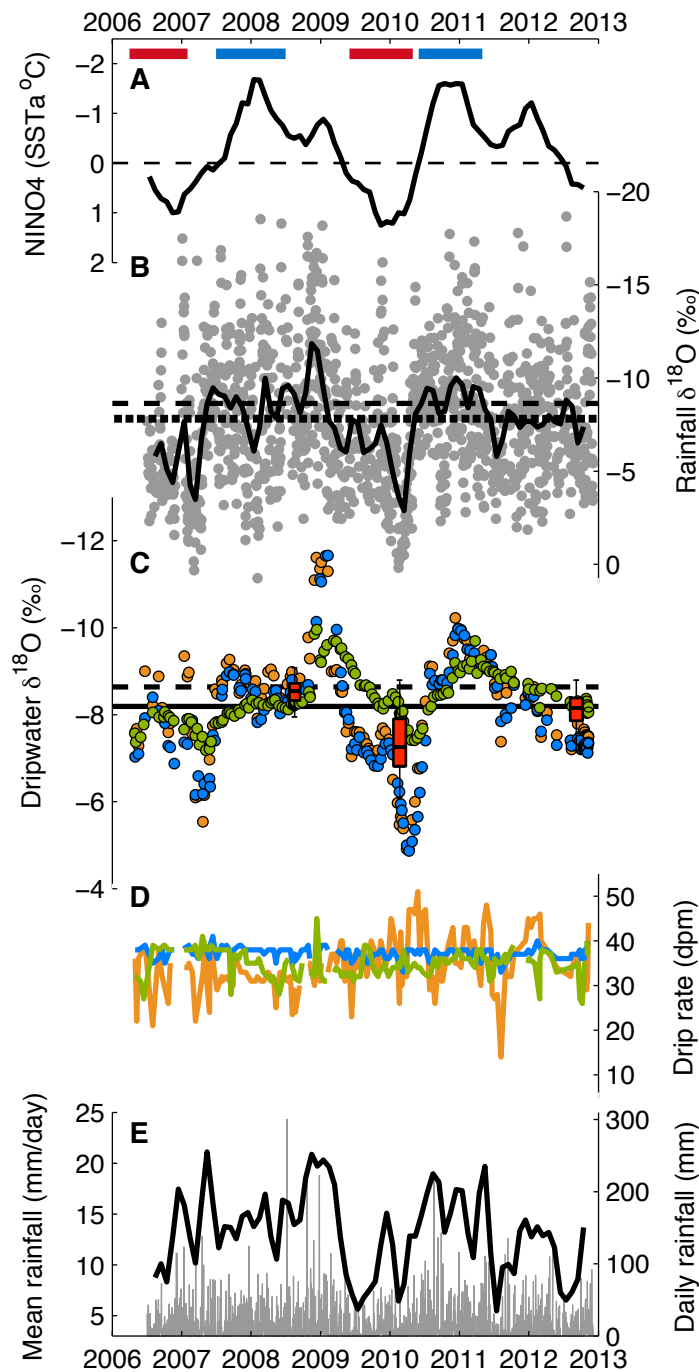 2006 2007 2008 2009 2010 2011 2012 2013
A
NINO4 (SSTa °C)
−2
−1
0
1
2
B
Rainfall δ18O (‰)
−20
−15
−10
−5
0
C
Dripwater δ18O (‰)
−12
−10
−8
−6
−4
D
Drip rate (dpm)
50
40
30
20
10
E
Mean rainfall (mm/day)
25
20
15
10
5
Daily rainfall (mm)
300
200
100
0
2006 2007 2008 2009 2010 2011 2012 2013